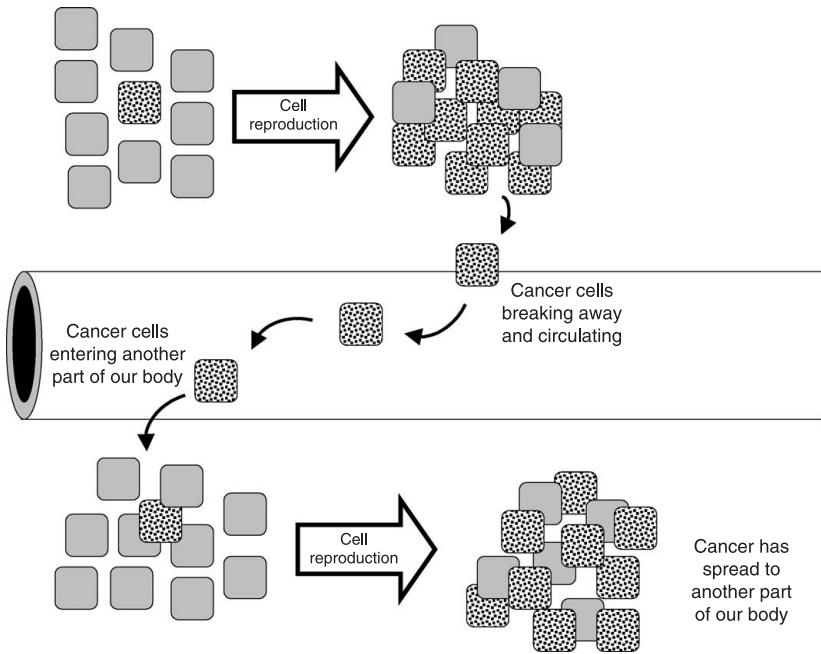 Cell
reproduction
Cancer cells
breaking away
and circulating
Cancer cells
entering another
part of our body
Cell
reproduction
Cancer has
spread to
another part
of our body